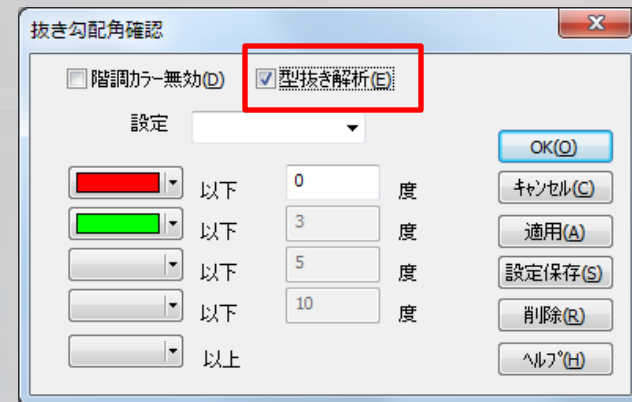 抜き勾配角確認
階調カラー無効(D) 型抜き解析(E)
設定
OK(O)
以下 0 度
キャンセル(C)
以下 3 度
適用(A)
以下 5 度
設定保存(S)
以下 10 度
削除(R)
以上
ヘルプ(H)